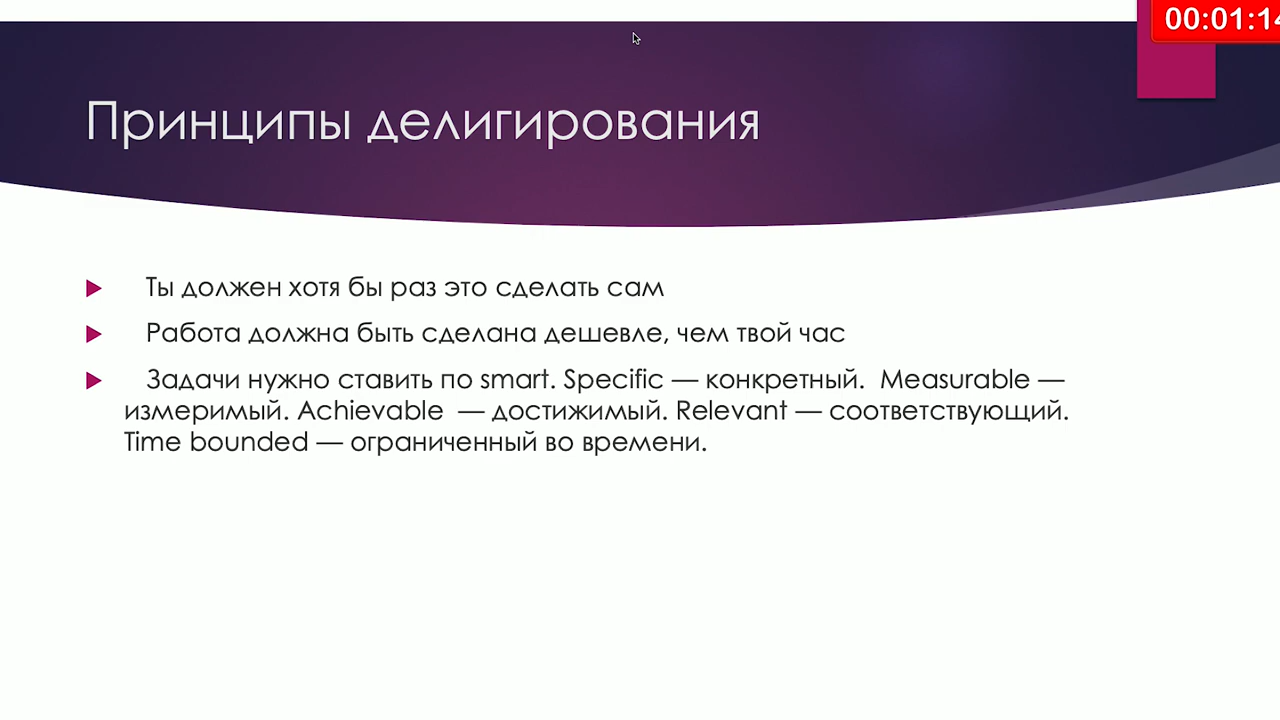 00:01:14
Принципы делигирования
Ты должен хотя бы раз это сделать сам
Работа должна быть сделана дешевле, чем твой час
Задачи нужно ставить по smart. Specific — конкретный. Measurable —
измеримый. Achievable — достижимый. Relevant — соответствующий.
Time bounded — ограниченный во времени.